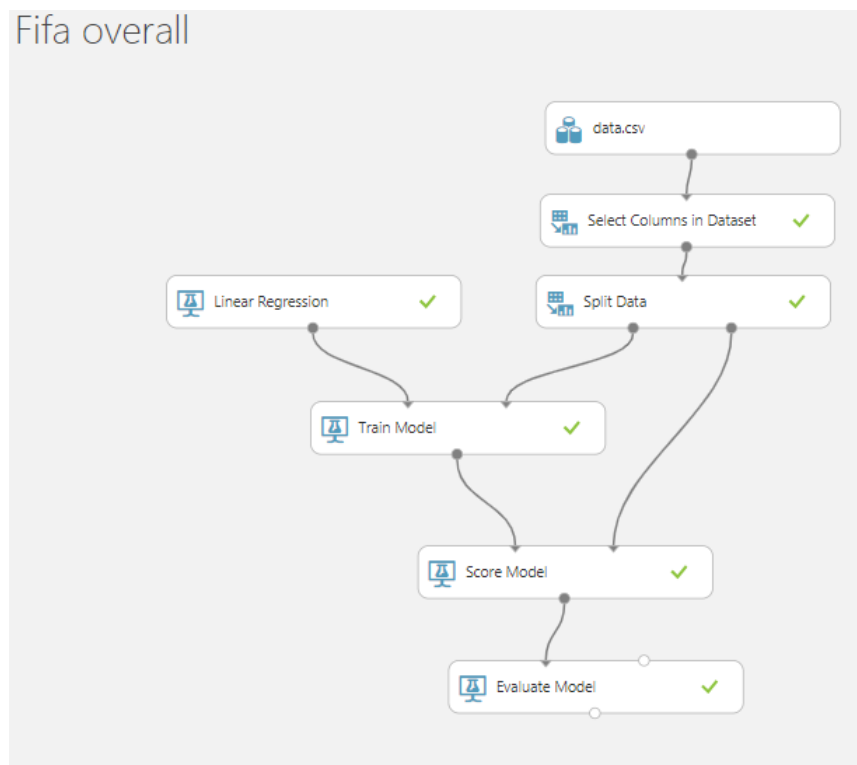 Fifa overall
data.csv
Select Columns in Dataset
Linear Regression
Split Data
Train Model
Score Model
Evaluate Model